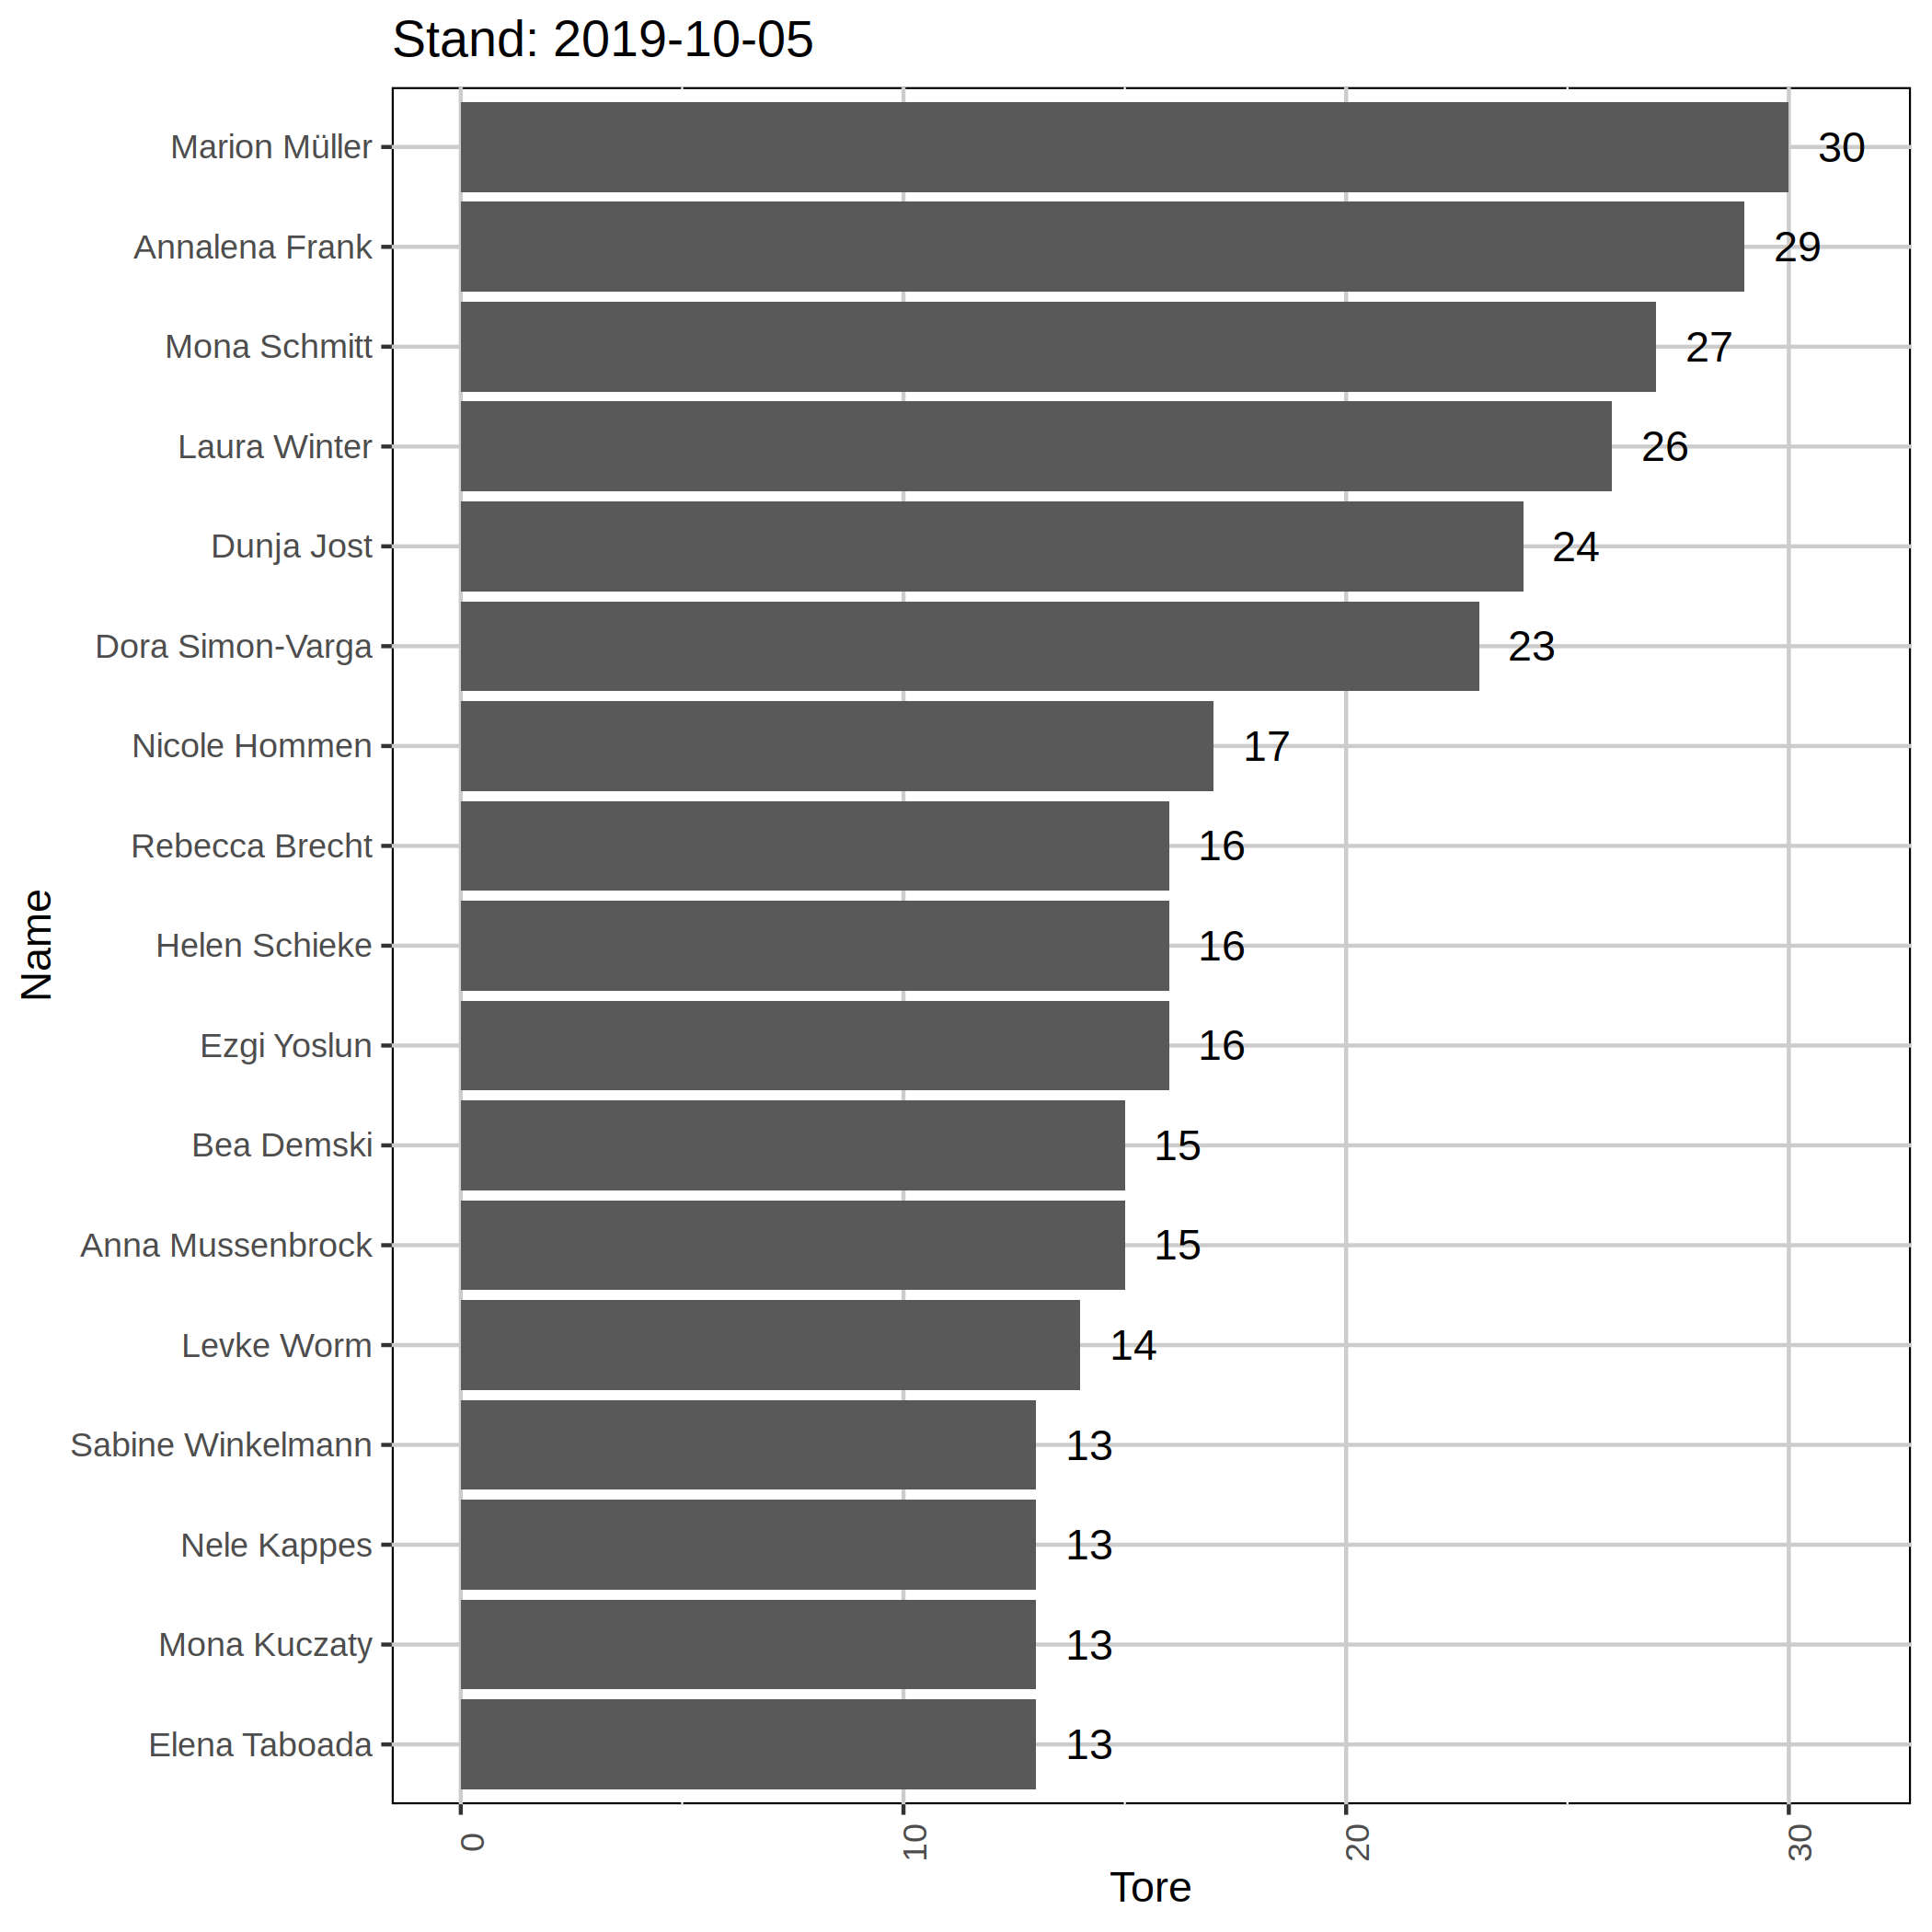 Stand: 2019-10-05
Marion Müller 30
Annalena Frank 29
Mona Schmitt 27
Laura Winter 26
Dunja Jost 24
Dora Simon-Varga 23
Nicole Hommen 17
Rebecca Brecht 16
Helen Schieke 16
Ezgi Yoslun 16
Bea Demski 15
Anna Mussenbrock 15
Levke Worm 14
Sabine Winkelmann 13
Nele Kappes 13
Mona Kuczaty 13
Elena Taboada 13
Name
0 10 20 30
Tore